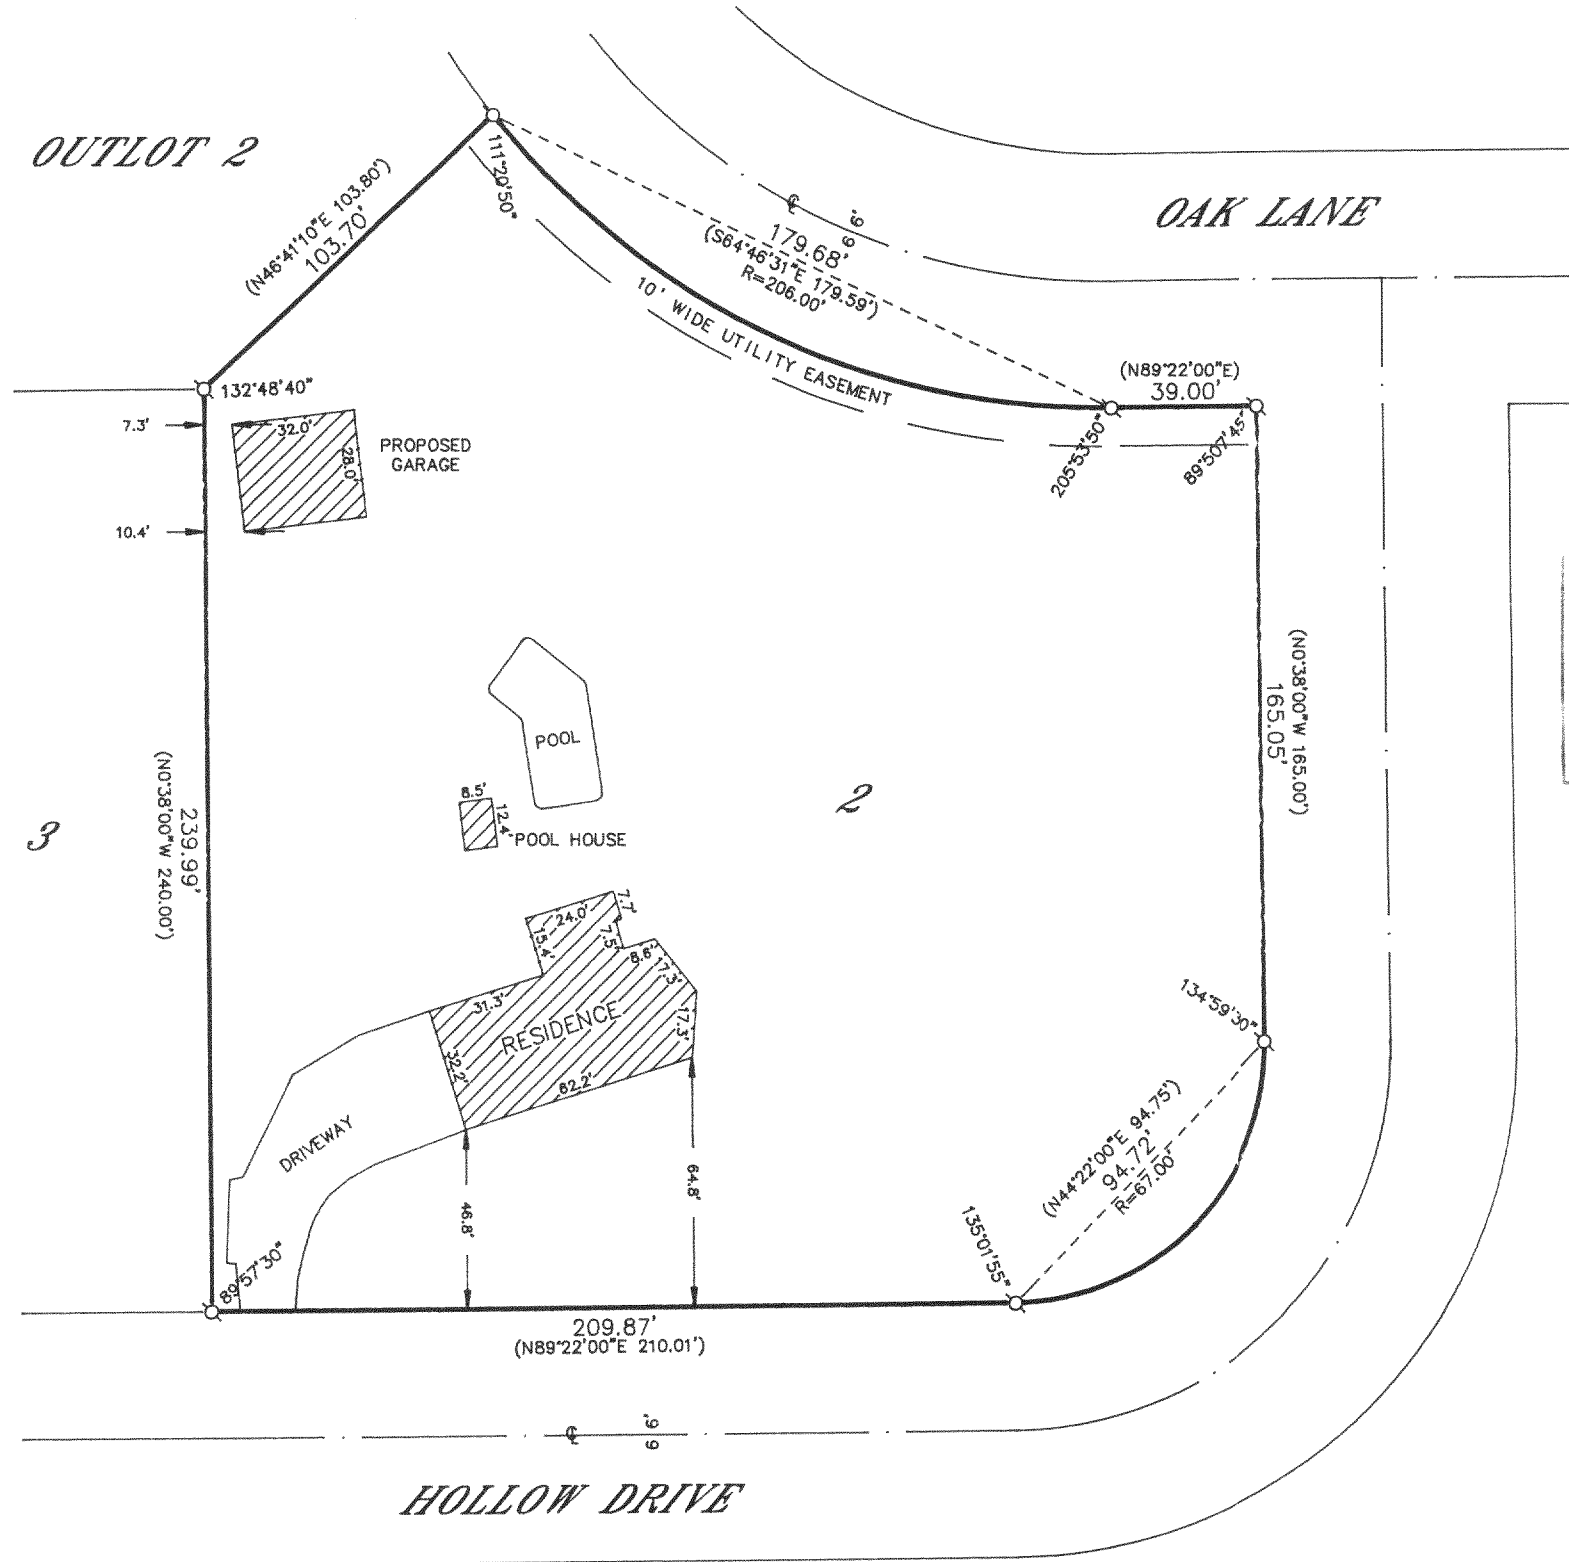 OUTLOT 2
OAK LANE
(N46°41'10"E 103.80')
103.70'
111°20'50"
℄
66'
179.68'
(S64°46'31"E 179.59')
R=206.00'
10' WIDE UTILITY EASEMENT
(N89°22'00"E)
39.00'
132°48'40"
205°53'50"
89°507'45"
7.3'
32.0'
28.0'
PROPOSED
GARAGE
10.4'
(N0°38'00"W 165.00')
165.05'
POOL
2
3
239.99'
(N0°38'00"W 240.00')
8.5'
12.4'
POOL HOUSE
24.0'
7.7'
7.5'
15.4'
8.6'
17.3'
31.3'
RESIDENCE
17.3'
32.2'
62.2'
134°59'30"
DRIVEWAY
46.8'
64.8'
(N44°22'00"E 94.75')
94.72'
R=67.00'
135°01'55"
89°57'30"
209.87'
(N89°22'00"E 210.01')
℄
66'
HOLLOW DRIVE